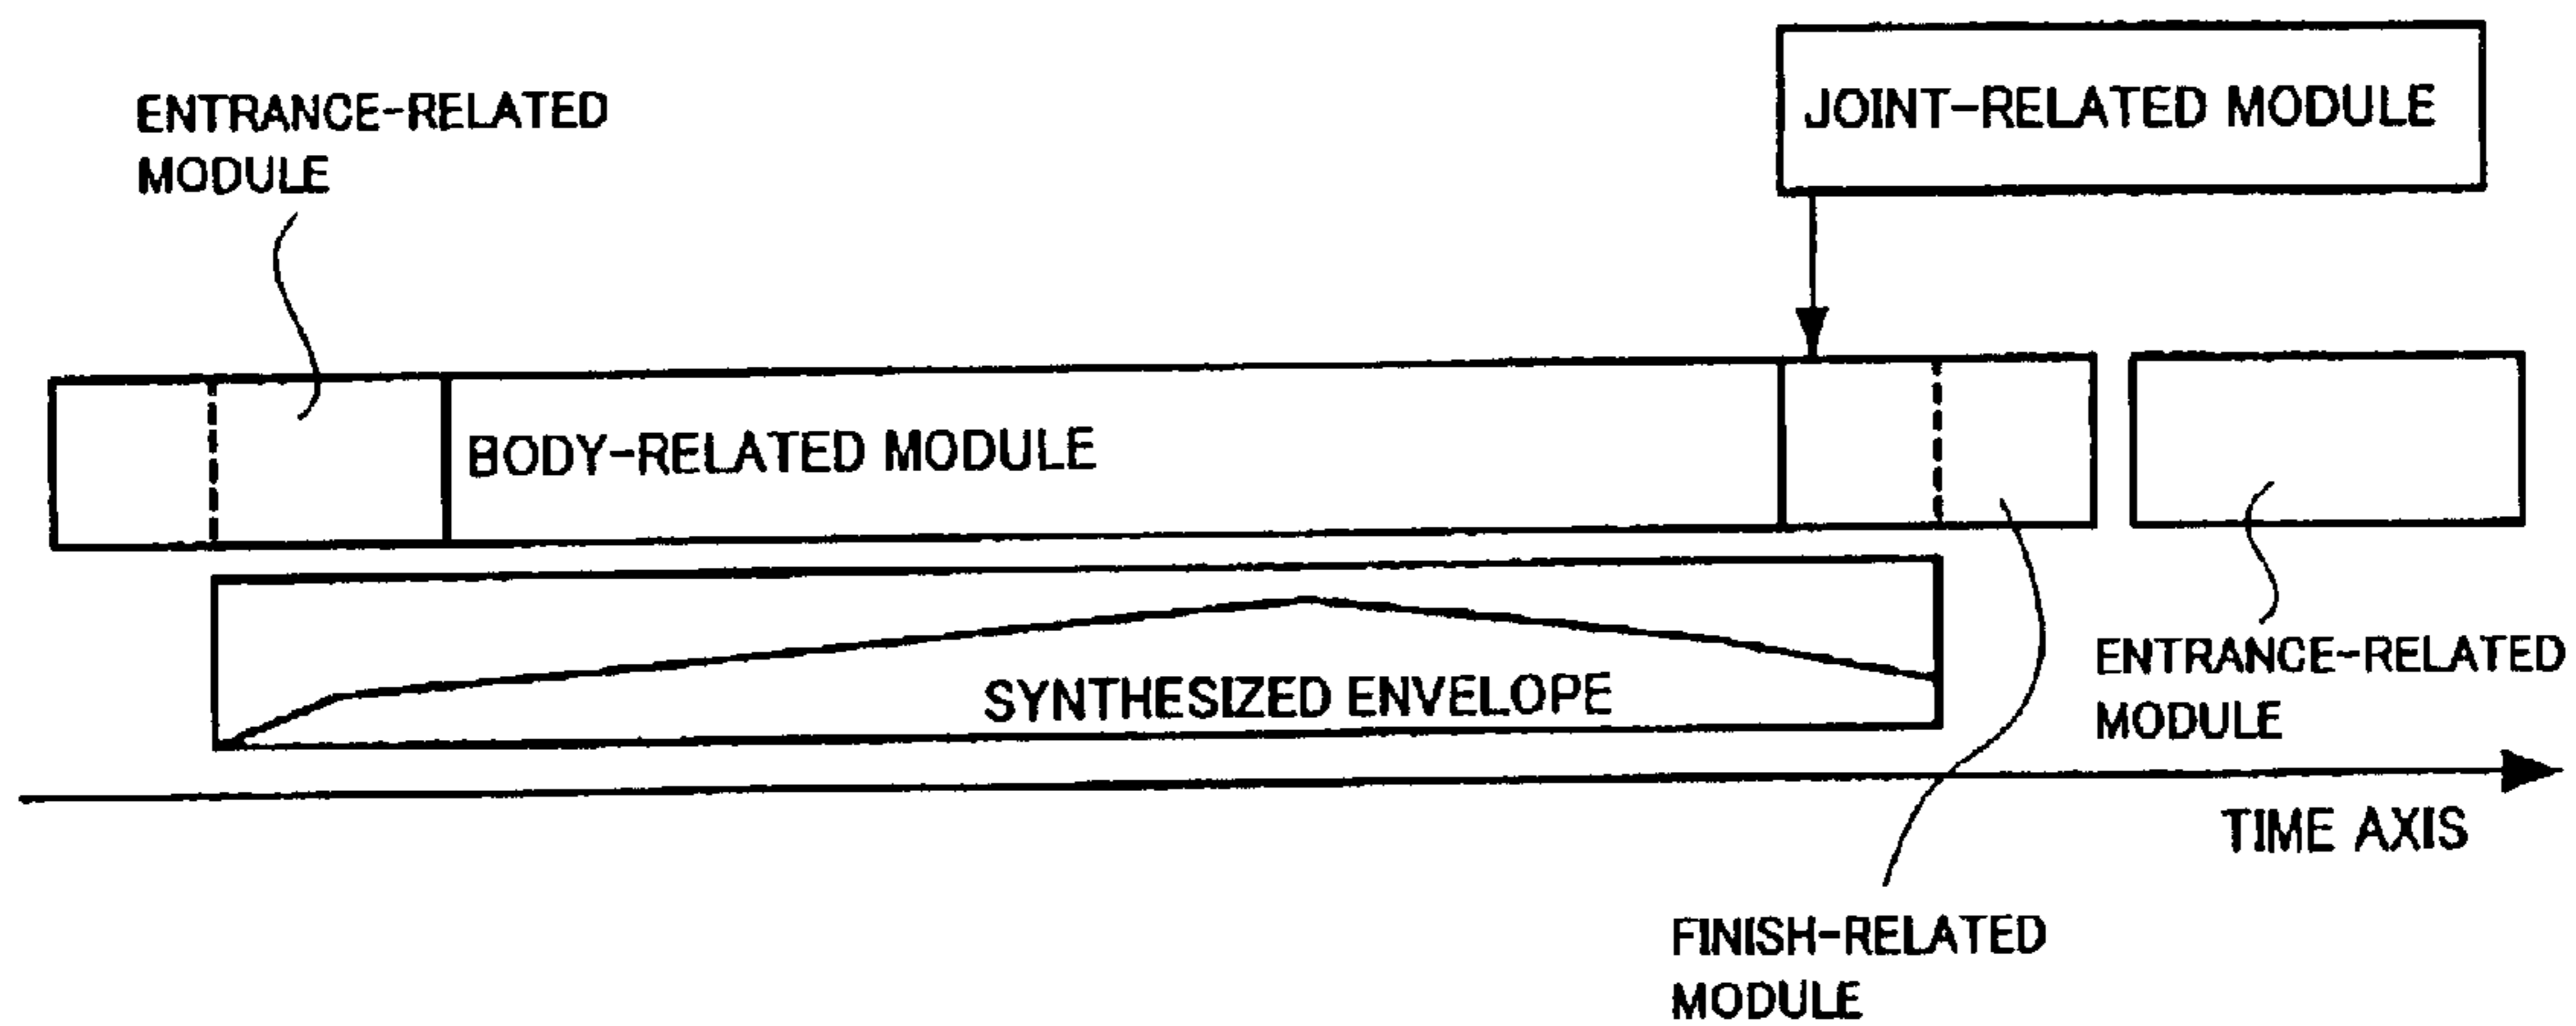 ENTRANCE-RELATED
MODULE
JOINT-RELATED MODULE
BODY-RELATED MODULE
SYNTHESIZED ENVELOPE
ENTRANCE-RELATED
MODULE
TIME AXIS
FINISH-RELATED
MODULE